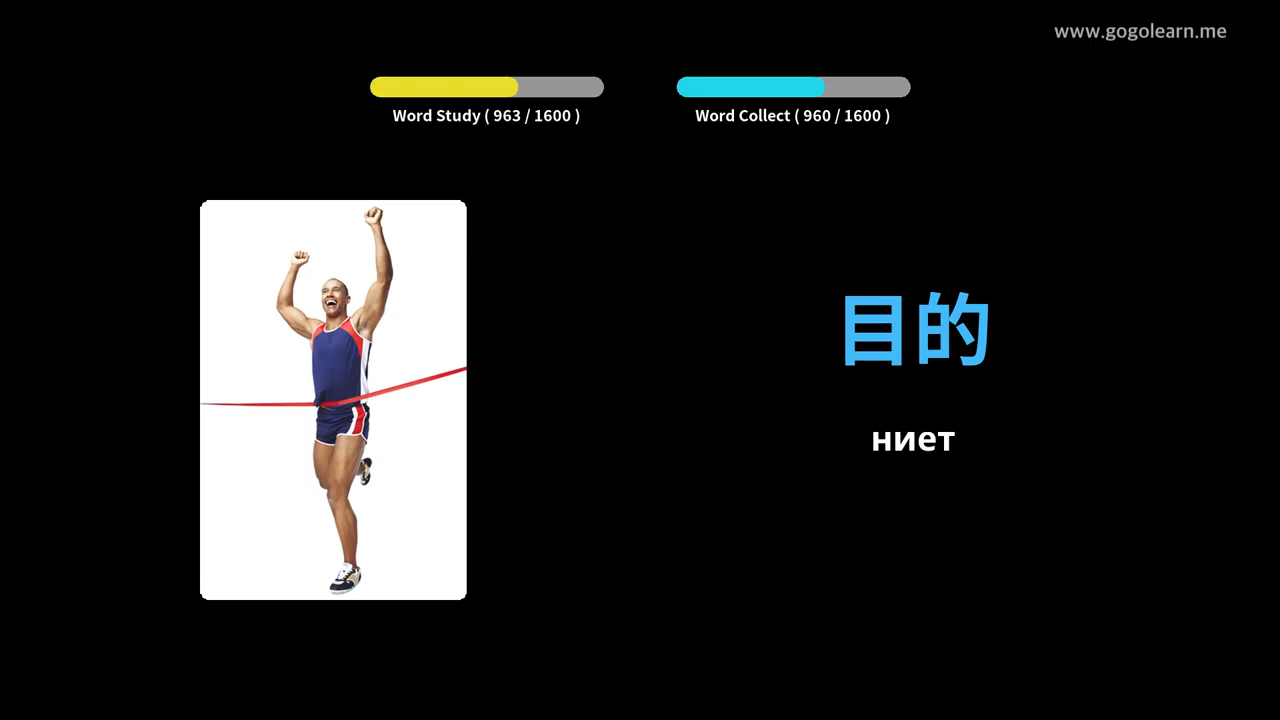 www.gogolearn.me
Word Study ( 963 / 1600 )
Word Collect ( 960 / 1600 )
目的
ниет